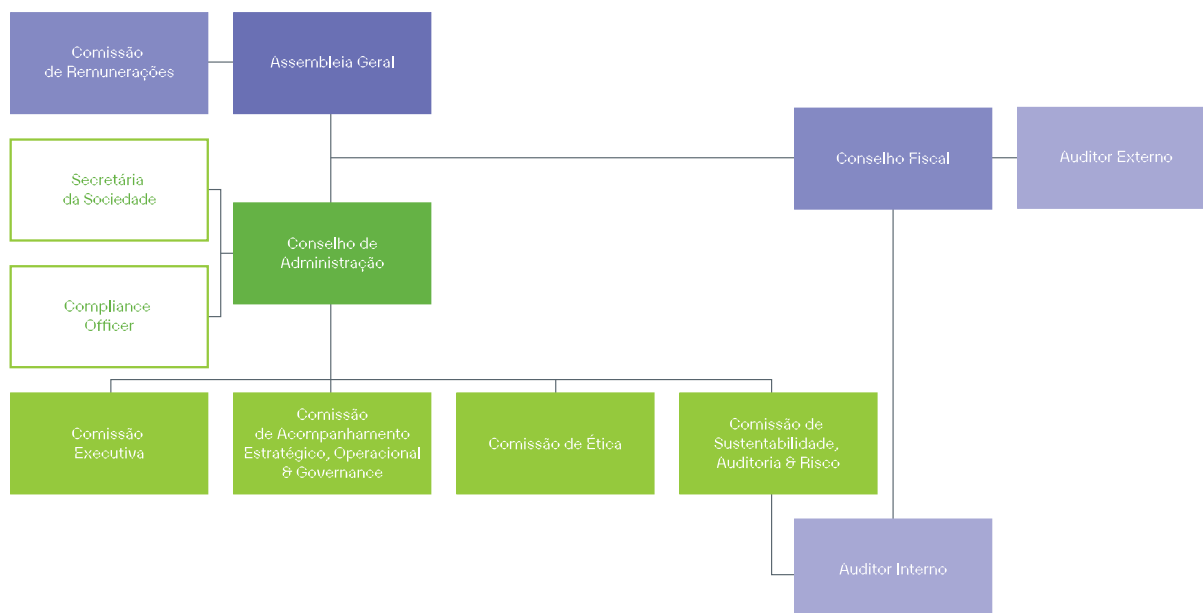 Comissão
de Remunerações
Assembleia Geral
Conselho Fiscal
Auditor Externo
Secretária
da Sociedade
Conselho de
Administração
Compliance
Officer
Comissão
Executiva
Comissão
de Acompanhamento
Estratégico, Operacional
& Governance
Comissão de Ética
Comissão de
Sustentabilidade,
Auditoria & Risco
Auditor Interno